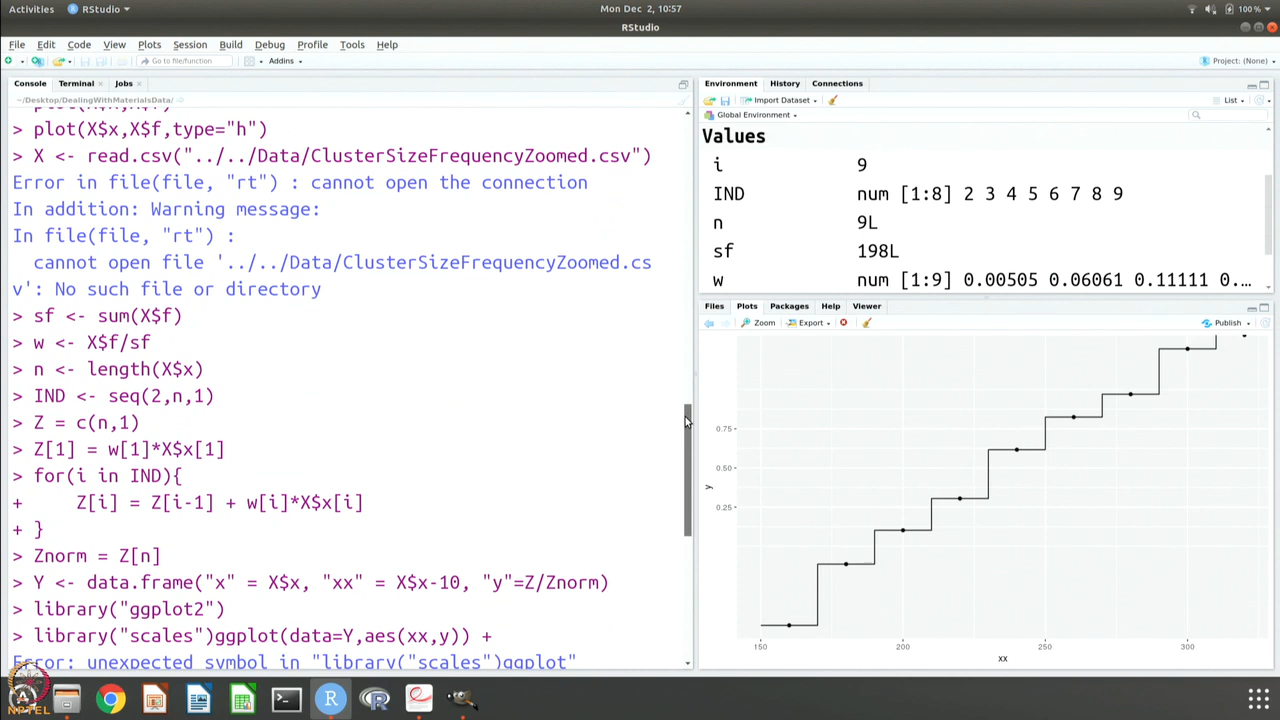 Activities
RStudio
Mon Dec 2, 10:57
100 %
RStudio
File Edit Code View Plots Session Build Debug Profile Tools Help
Go to file/function
Addins
Project: (None)
Console Terminal Jobs
~/Desktop/DealingWithMaterialsData/
> plot(X$x,X$f,type="h")
> X <- read.csv("../../Data/ClusterSizeFrequencyZoomed.csv")
Error in file(file, "rt") : cannot open the connection
In addition: Warning message:
In file(file, "rt") :
cannot open file '../../Data/ClusterSizeFrequencyZoomed.cs
v': No such file or directory
> sf <- sum(X$f)
> w <- X$f/sf
> n <- length(X$x)
> IND <- seq(2,n,1)
> Z = c(n,1)
> Z[1] = w[1]*X$x[1]
> for(i in IND){
+ Z[i] = Z[i-1] + w[i]*X$x[i]
+ }
> Znorm = Z[n]
> Y <- data.frame("x" = X$x, "xx" = X$x-10, "y"=Z/Znorm)
> library("ggplot2")
> library("scales")ggplot(data=Y,aes(xx,y)) +
Error: unexpected symbol in "library("scales")ggplot"
Environment History Connections
Import Dataset
List
Global Environment
Values
i 9
IND num [1:8] 2 3 4 5 6 7 8 9
n 9L
sf 198L
w num [1:9] 0.00505 0.06061 0.11111 0....
Files Plots Packages Help Viewer
Zoom Export
Publish
0.75
0.50
0.25
y
150 200 250 300
xx
NPTEL